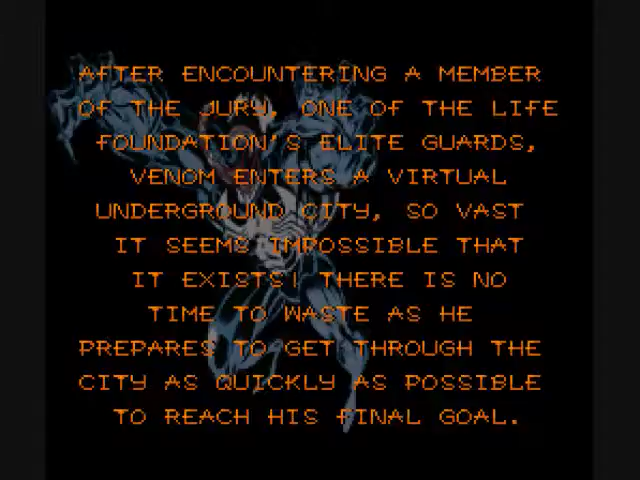 AFTER ENCOUNTERING A MEMBER
OF THE JURY, ONE OF THE LIFE
FOUNDATION'S ELITE GUARDS,
VENOM ENTERS A VIRTUAL
UNDERGROUND CITY, SO VAST
IT SEEMS IMPOSSIBLE THAT
IT EXISTS! THERE IS NO
TIME TO WASTE AS HE
PREPARES TO GET THROUGH THE
CITY AS QUICKLY AS POSSIBLE
TO REACH HIS FINAL GOAL.